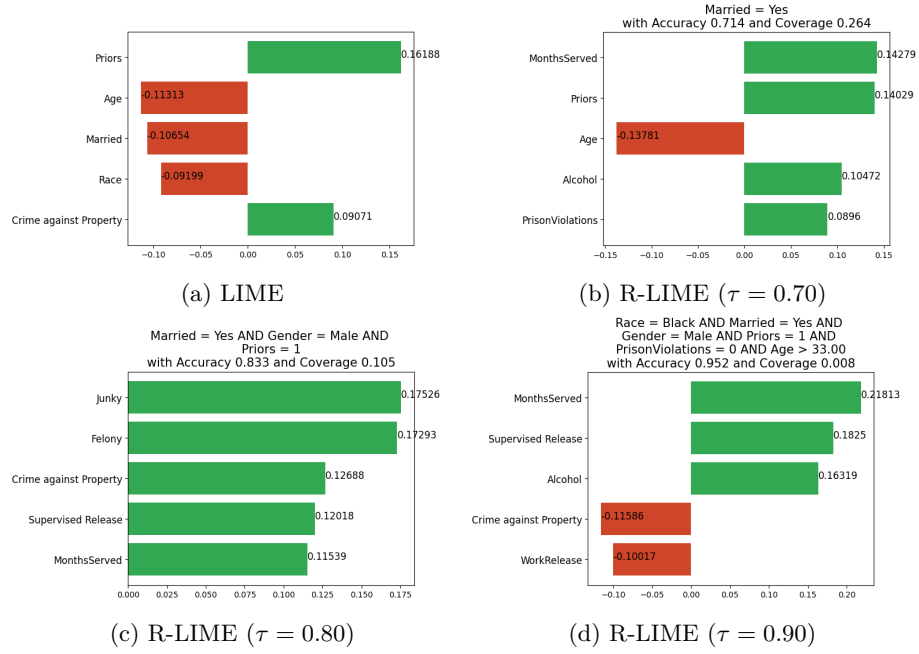 Priors
0.16188
Age
-0.11313
Married
-0.10654
Race
-0.09199
Crime against Property
0.09071
−0.10 −0.05 0.00 0.05 0.10 0.15
(a) LIME
Married = Yes
with Accuracy 0.714 and Coverage 0.264
MonthsServed
0.14279
Priors
0.14029
Age
-0.13781
Alcohol
0.10472
PrisonViolations
0.0896
−0.15 −0.10 −0.05 0.00 0.05 0.10 0.15
(b) R-LIME (τ = 0.70)
Married = Yes AND Gender = Male AND
Priors = 1
with Accuracy 0.833 and Coverage 0.105
Junky
0.17526
Felony
0.17293
Crime against Property
0.12688
Supervised Release
0.12018
MonthsServed
0.11539
0.000 0.025 0.050 0.075 0.100 0.125 0.150 0.175
(c) R-LIME (τ = 0.80)
Race = Black AND Married = Yes AND
Gender = Male AND Priors = 1 AND
PrisonViolations = 0 AND Age > 33.00
with Accuracy 0.952 and Coverage 0.008
MonthsServed
0.21813
Supervised Release
0.1825
Alcohol
0.16319
Crime against Property
-0.11586
WorkRelease
-0.10017
−0.10 −0.05 0.00 0.05 0.10 0.15 0.20
(d) R-LIME (τ = 0.90)